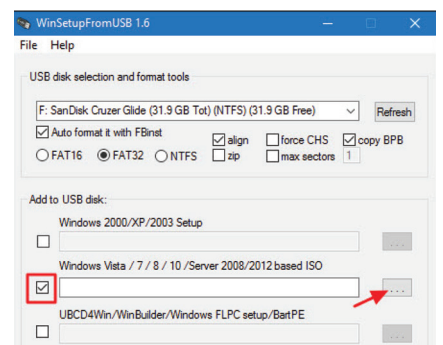 WinSetupFromUSB 1.6
File Help
USB disk selection and format tools
F: SanDisk Cruzer Glide (31.9 GB Tot) (NTFS) (31.9 GB Free)
Refresh
Auto format it with FBinst
align
force CHS
copy BPB
FAT16
FAT32
NTFS
zip
max sectors
1
Add to USB disk:
Windows 2000/XP/2003 Setup
...
Windows Vista / 7 / 8 / 10 /Server 2008/2012 based ISO
...
UBCD4Win/WinBuilder/Windows FLPC setup/BartPE
...